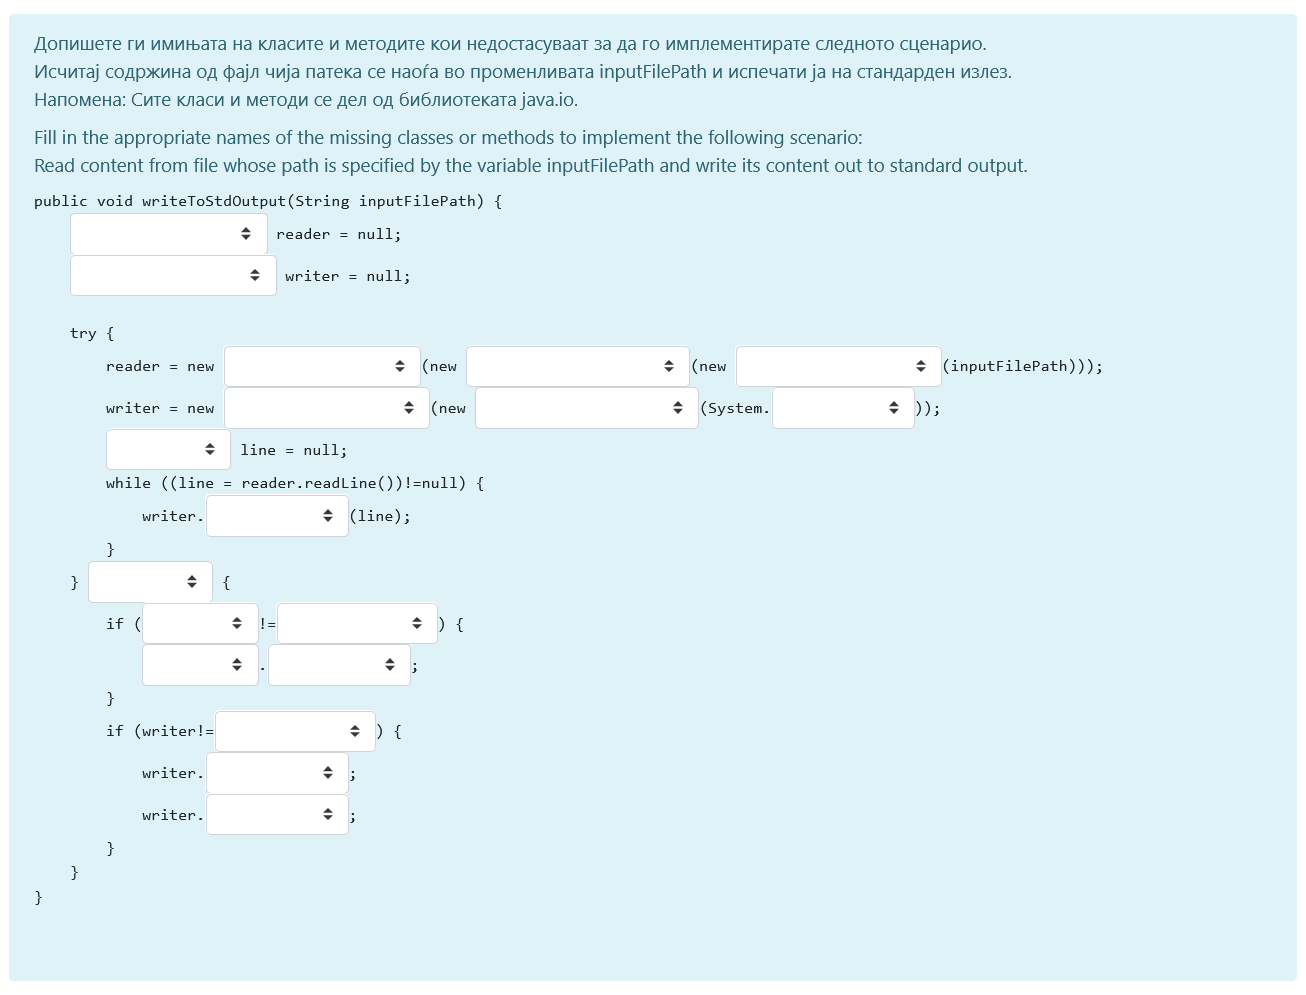 Допишете ги имињата на класите и методите кои недостасуваат за да го имплементирате следното сценарио.
Исчитај содржина од фајл чија патека се наоѓа во променливата inputFilePath и испечати ја на стандарден излез.
Напомена: Сите класи и методи се дел од библиотеката java.io.
Fill in the appropriate names of the missing classes or methods to implement the following scenario:
Read content from file whose path is specified by the variable inputFilePath and write its content out to standard output.
public void writeToStdOutput(String inputFilePath) {
reader = null;
writer = null;
try {
reader = new (new (new (inputFilePath)));
writer = new (new (System. ));
line = null;
while ((line = reader.readLine())!=null) {
writer. (line);
}
} {
if ( != ) {
. ;
}
if (writer!= ) {
writer. ;
writer. ;
}
}
}